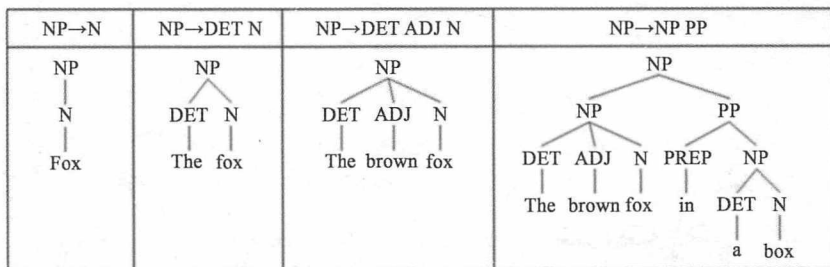 NP→N NP→DET N NP→DET ADJ N NP→NP PP
NP NP NP NP
N DET N DET ADJ N NP PP
Fox The fox The brown fox DET ADJ N PREP NP
The brown fox in DET N
a box